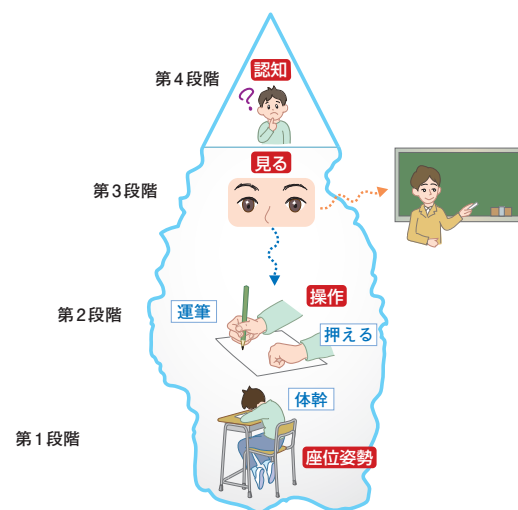 第4段階
認知
?
見る
第3段階
操作
運筆
第2段階
押える
体幹
第1段階
座位姿勢